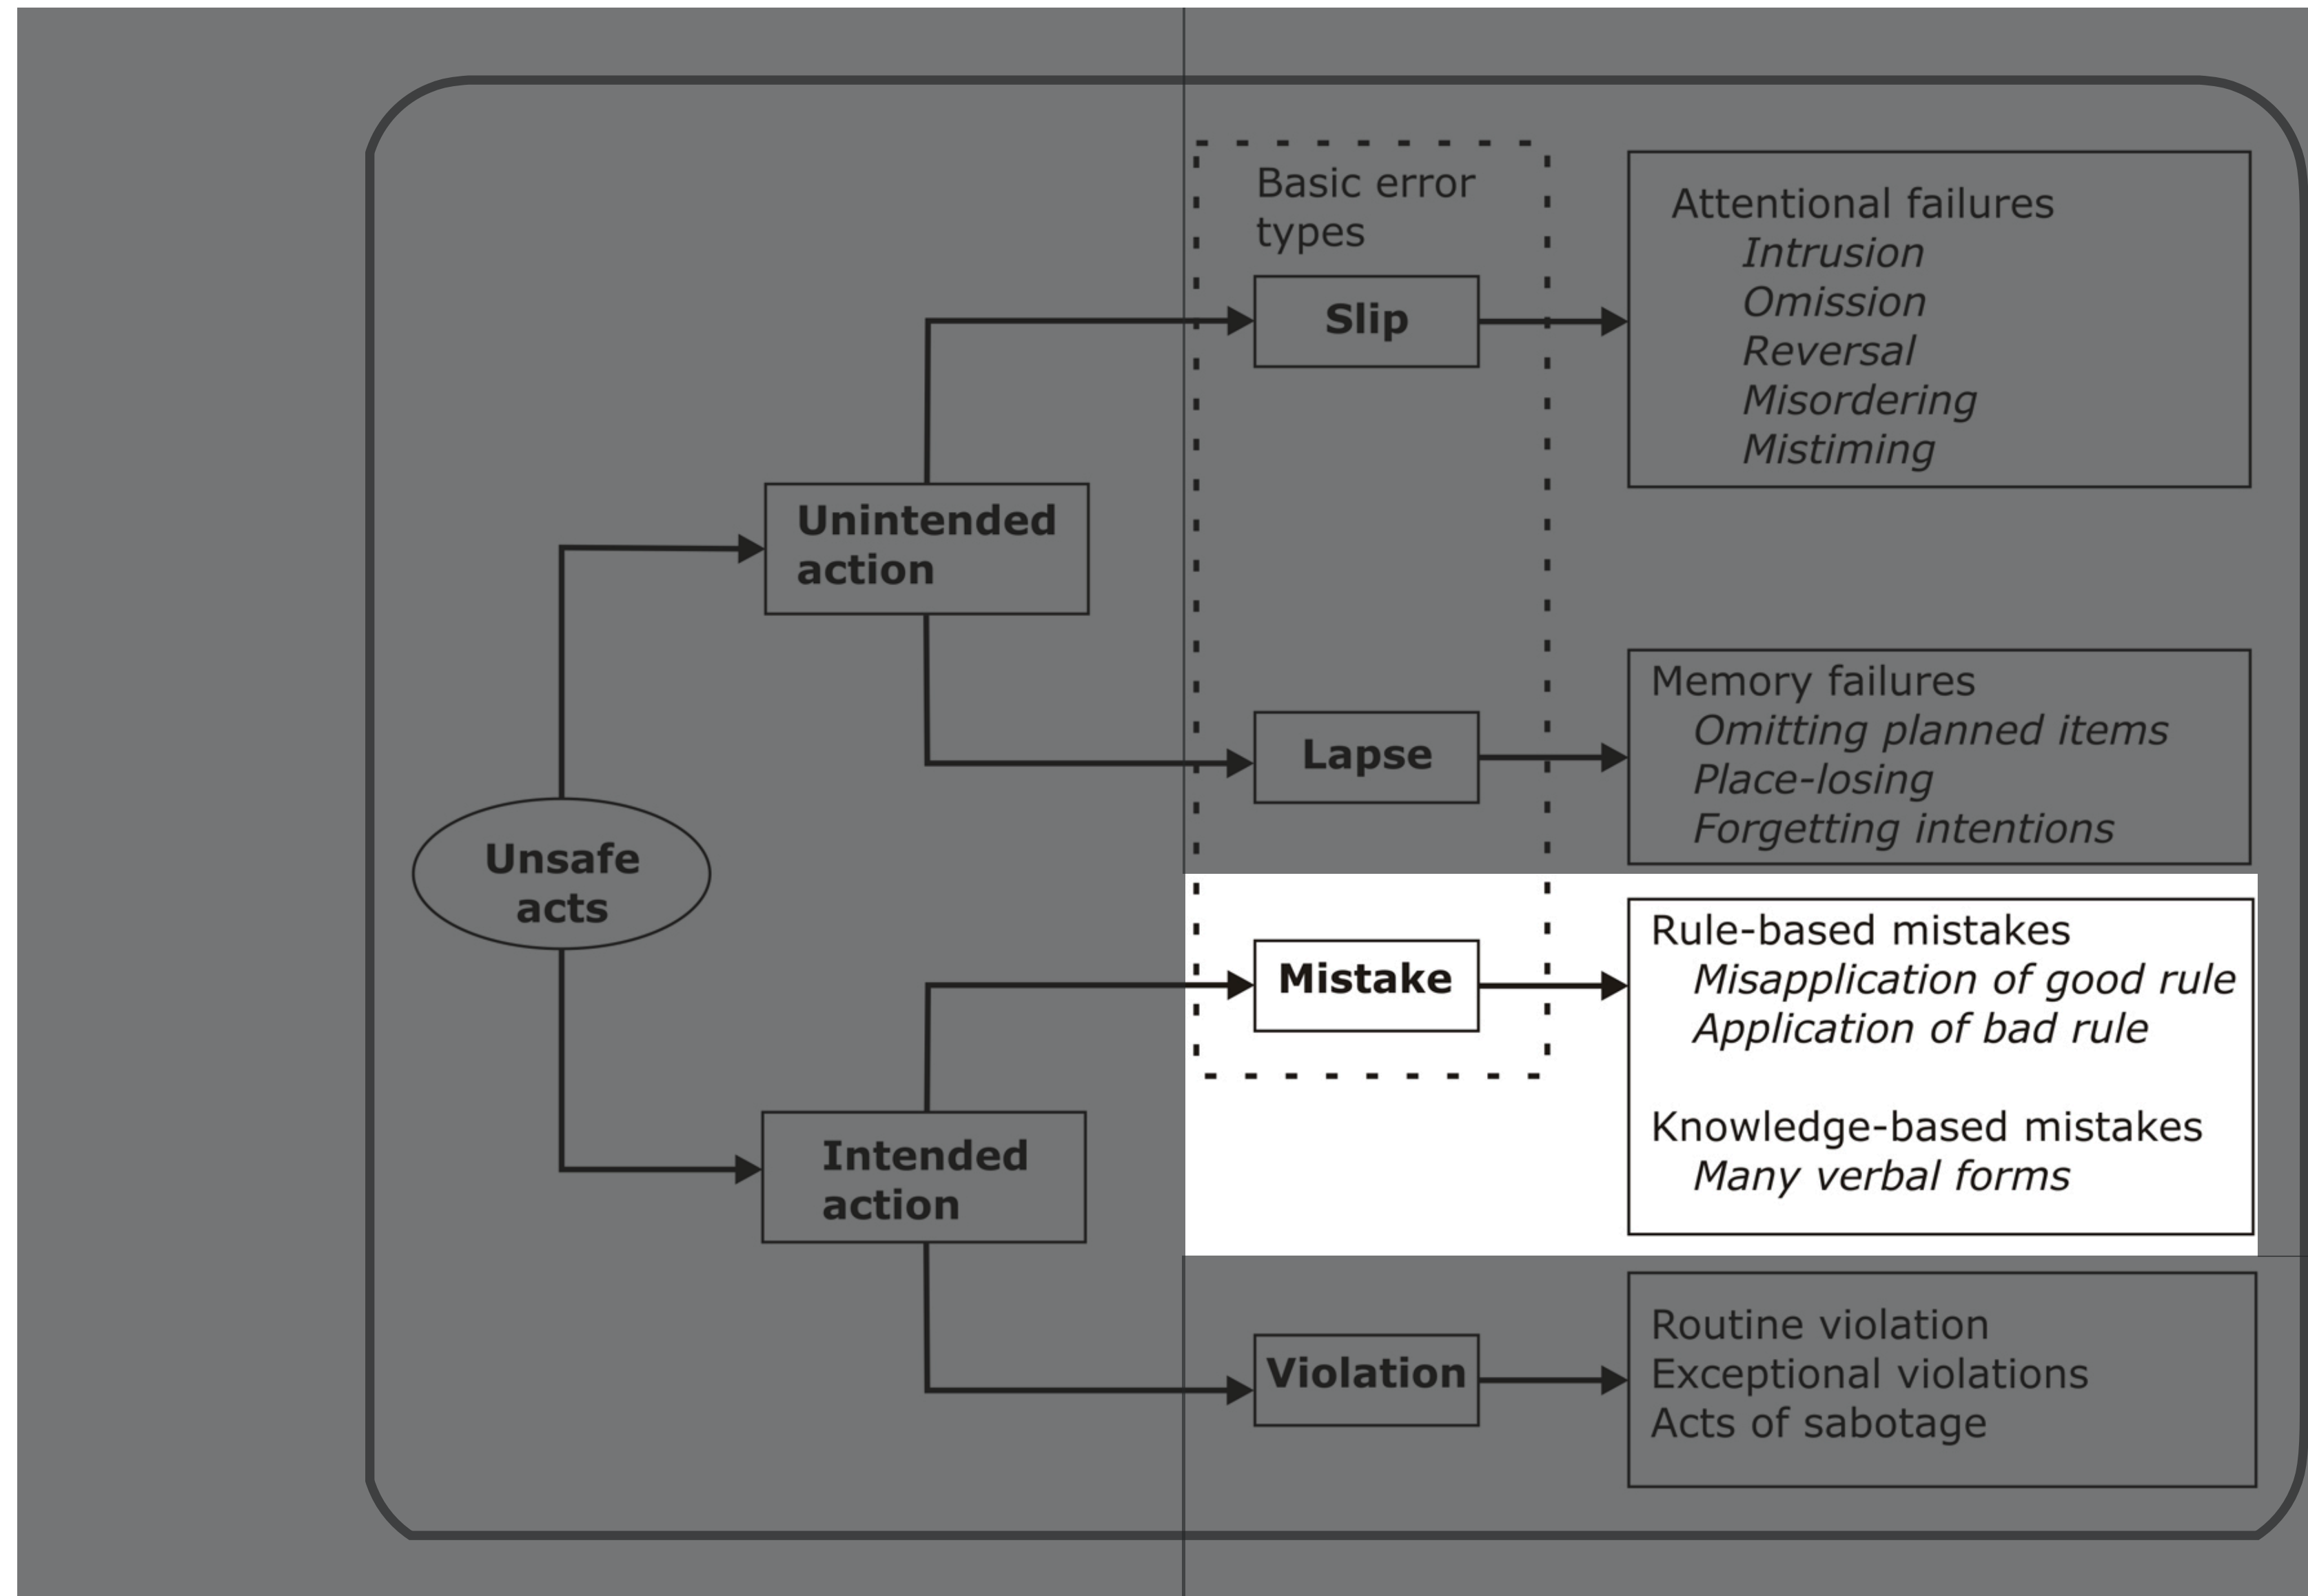 Basic error
types
Slip
Attentional failures
Intrusion
Omission
Reversal
Misordering
Mistiming
Unintended
action
Lapse
Memory failures
Omitting planned items
Place-losing
Forgetting intentions
Unsafe
acts
Mistake
Rule-based mistakes
Misapplication of good rule
Application of bad rule
Knowledge-based mistakes
Many verbal forms
Intended
action
Violation
Routine violation
Exceptional violations
Acts of sabotage